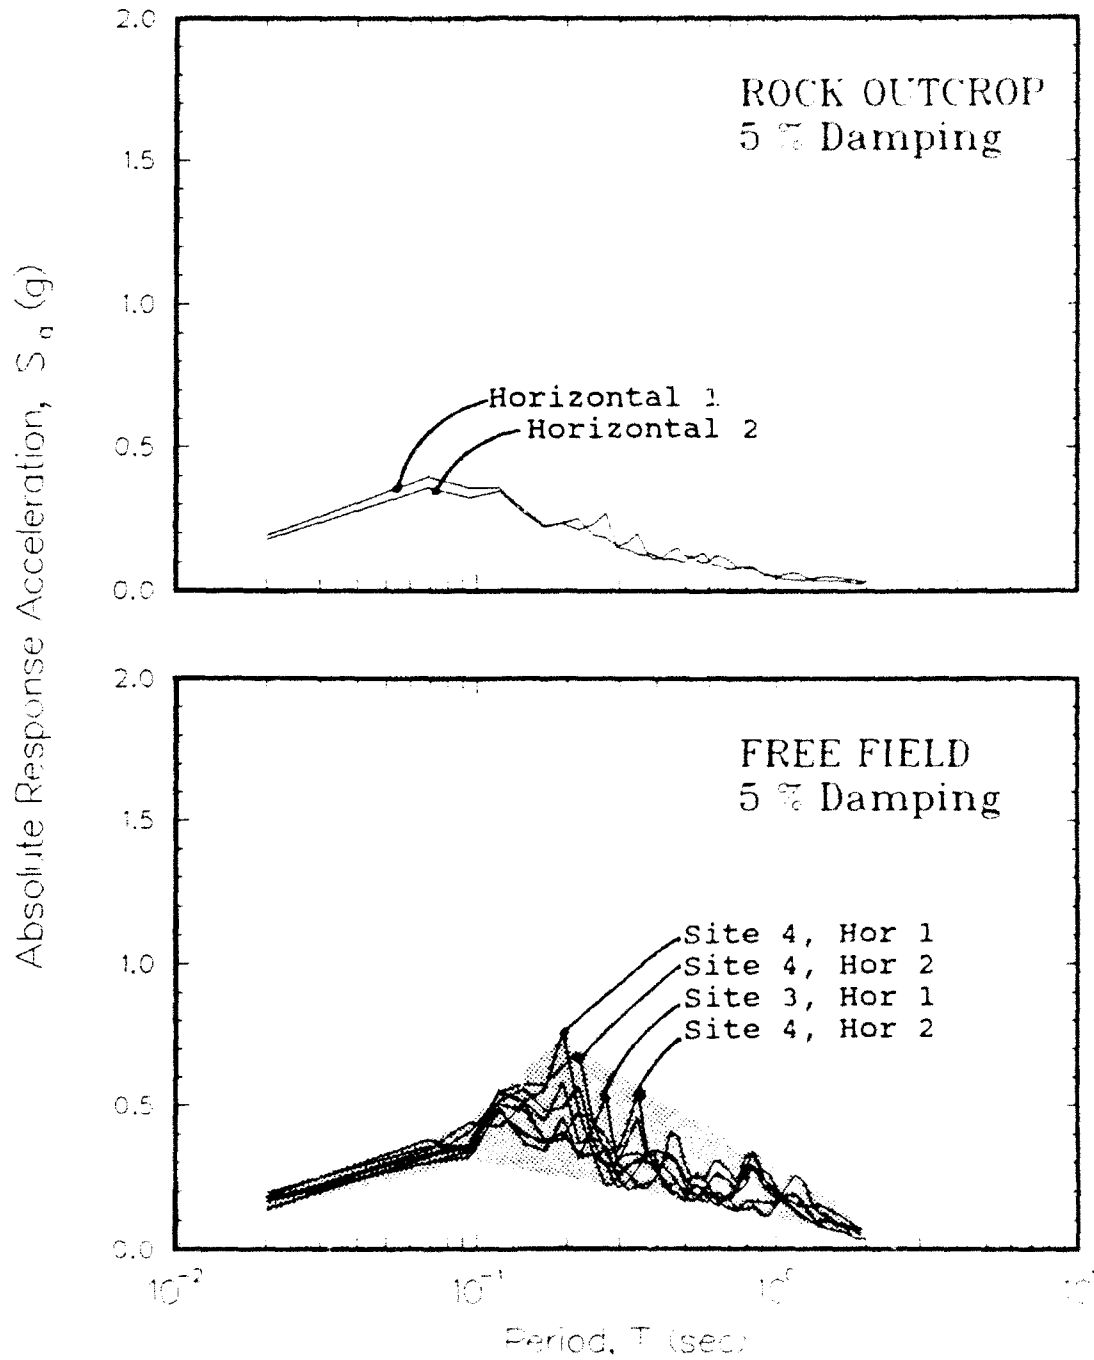 Absolute Response Acceleration, S a (g)
2.0
1.5
1.0
0.5
0.0
ROCK OUTCROP
5 % Damping
Horizontal 1
Horizontal 2
2.0
1.5
1.0
0.5
0.0
FREE FIELD
5 % Damping
Site 4, Hor 1
Site 4, Hor 2
Site 3, Hor 1
Site 4, Hor 2
10⁻² 10⁻¹ 10⁰
Period, T (sec)